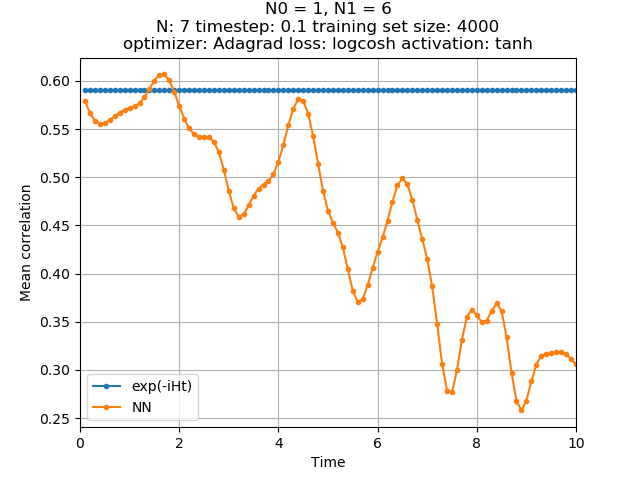 N0 = 1, N1 = 6
N: 7 timestep: 0.1 training set size: 4000
optimizer: Adagrad loss: logcosh activation: tanh
0.60
0.55
0.50
0.45
0.40
0.35
0.30
0.25
Mean correlation
exp(-iHt)
NN
0 2 4 6 8 10
Time